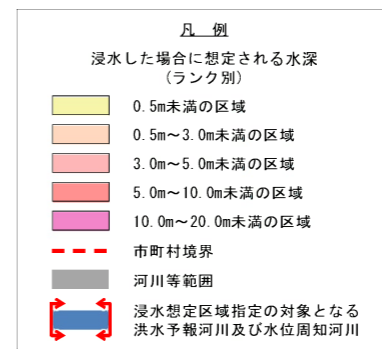 凡 例
浸水した場合に想定される水深
(ランク別)
0.5m未満の区域
0.5m～3.0m未満の区域
3.0m～5.0m未満の区域
5.0m～10.0m未満の区域
10.0m～20.0m未満の区域
市町村境界
河川等範囲
浸水想定区域指定の対象となる
洪水予報河川及び水位周知河川